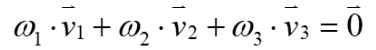 ω₁ · v⃗₁ + ω₂ · v⃗₂ + ω₃ · v⃗₃ = 0⃗